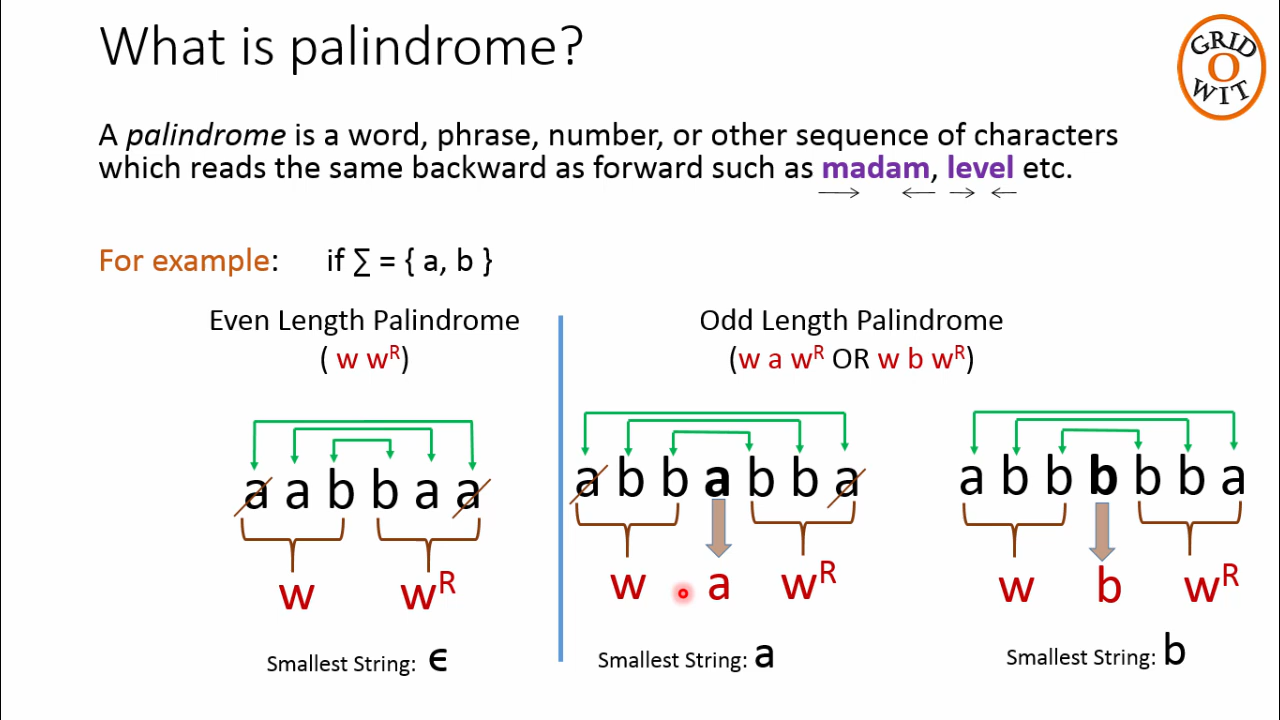 What is palindrome?
GRID
O
WIT
A palindrome is a word, phrase, number, or other sequence of characters
which reads the same backward as forward such as madam, level etc.
For example: if ∑ = { a, b }
Even Length Palindrome
( w wᴿ)
a a b b a a
w wᴿ
Smallest String: ϵ
Odd Length Palindrome
(w a wᴿ OR w b wᴿ)
a b b a b b a
w a wᴿ
Smallest String: a
a b b b b b a
w b wᴿ
Smallest String: b